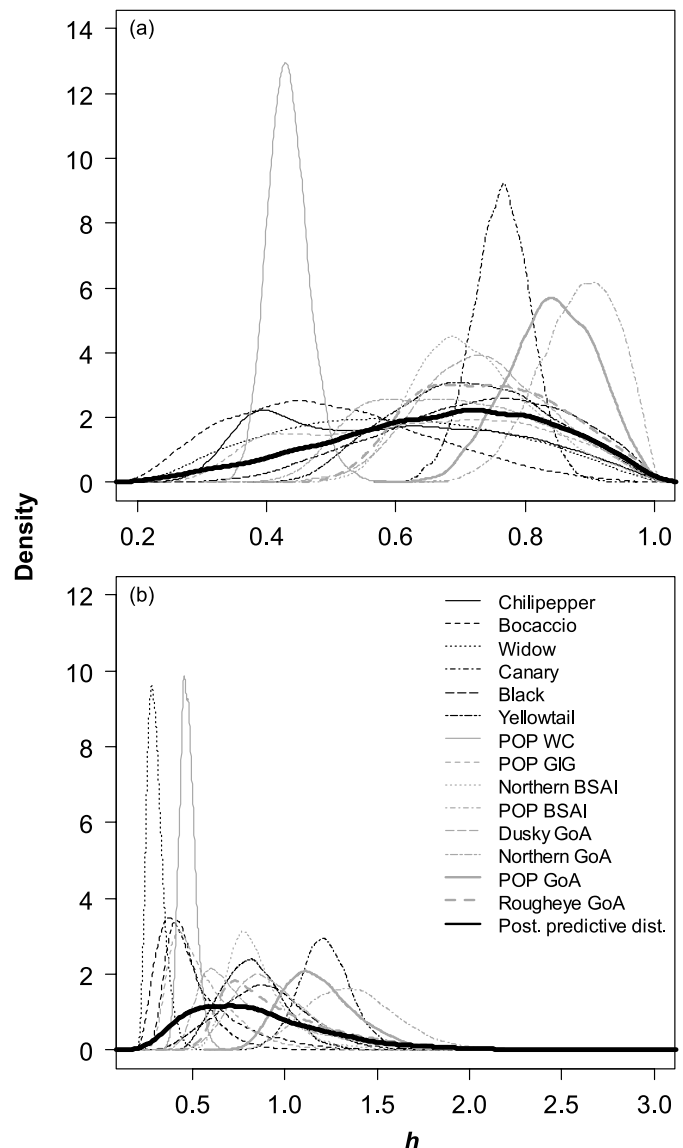 (a)
14
12
10
8
6
4
2
0
0.2 0.4 0.6 0.8 1.0
Density
(b)
12
10
8
6
4
2
0
Chilipepper
Bocaccio
Widow
Canary
Black
Yellowtail
POP WC
POP GIG
Northern BSAI
POP BSAI
Dusky GoA
Northern GoA
POP GoA
Rougheye GoA
Post. predictive dist.
0.5 1.0 1.5 2.0 2.5 3.0
h